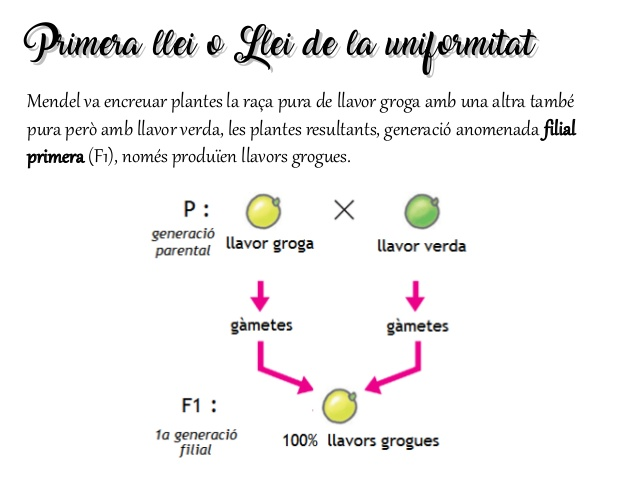 Primera llei o Llei de la uniformitat
Mendel va encreuar plantes la raça pura de llavor groga amb una altra també
pura però amb llavor verda, les plantes resultants, generació anomenada filial
primera (F1), només produïen llavors grogues.
P :
generació
parental
llavor groga
llavor verda
gàmetes
gàmetes
F1 :
1a generació
filial
100% llavors grogues